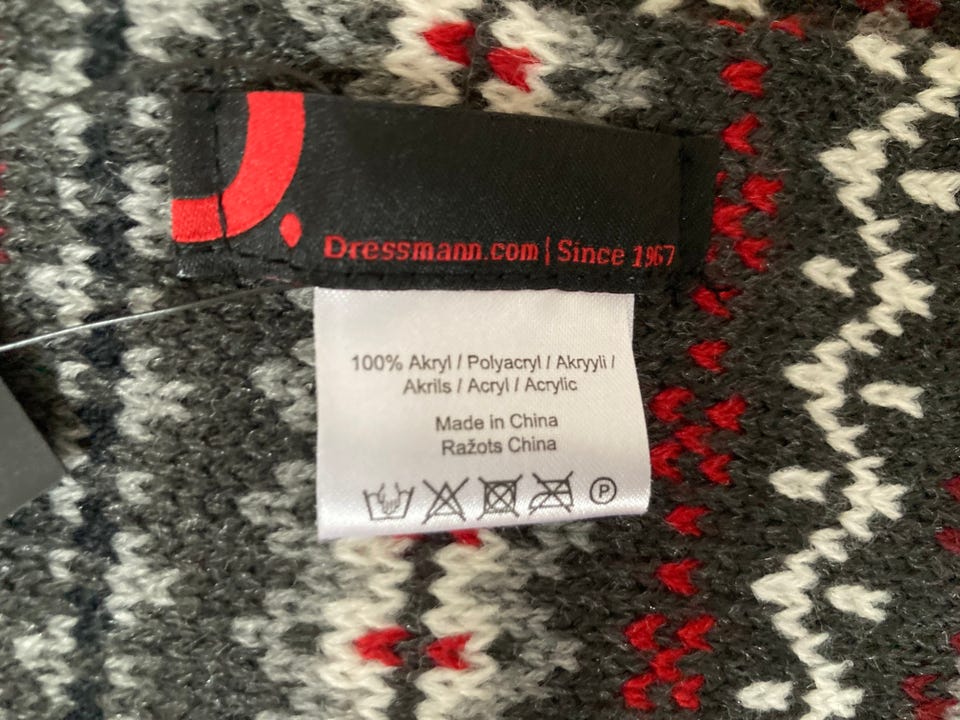 Dressmann.com | Since 1967
100% Akryl / Polyacryl / Akryyli /
Akrils / Acryl / Acrylic
Made in China
Ražots China
P